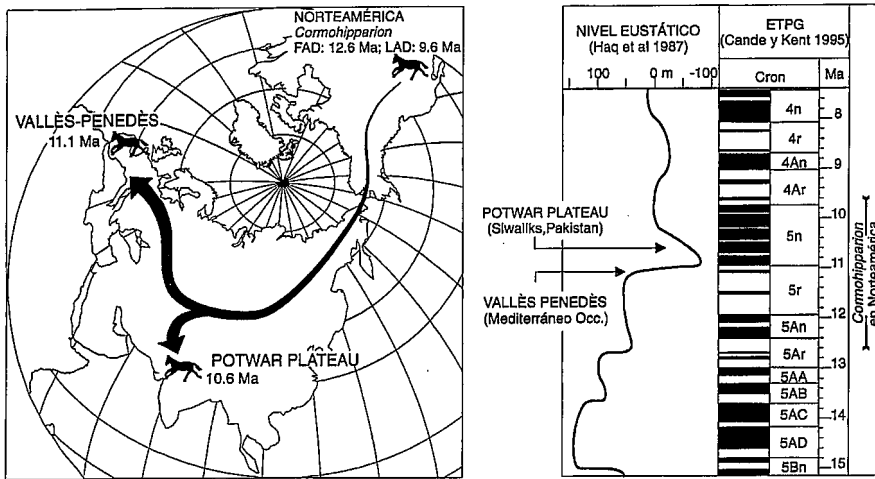 NORTEAMÉRICA
Cormohipparion
FAD: 12.6 Ma; LAD: 9.6 Ma
VALLÈS-PENEDÈS
11.1 Ma
POTWAR PLATEAU
10.6 Ma
NIVEL EUSTÁTICO
(Haq et al 1987)
100 0 m -100
POTWAR PLATEAU
(Siwaliks,Pakistan)
VALLÈS PENEDÈS
(Mediterráneo Occ.)
ETPG
(Cande y Kent 1995)
Cron Ma
4n
8
4r
4An
9
4Ar
10
5n
11
5r
12
5An
5Ar
13
5AA
5AB
5AC
14
5AD
5Bn
15
Cormohipparion
en Norteamérica